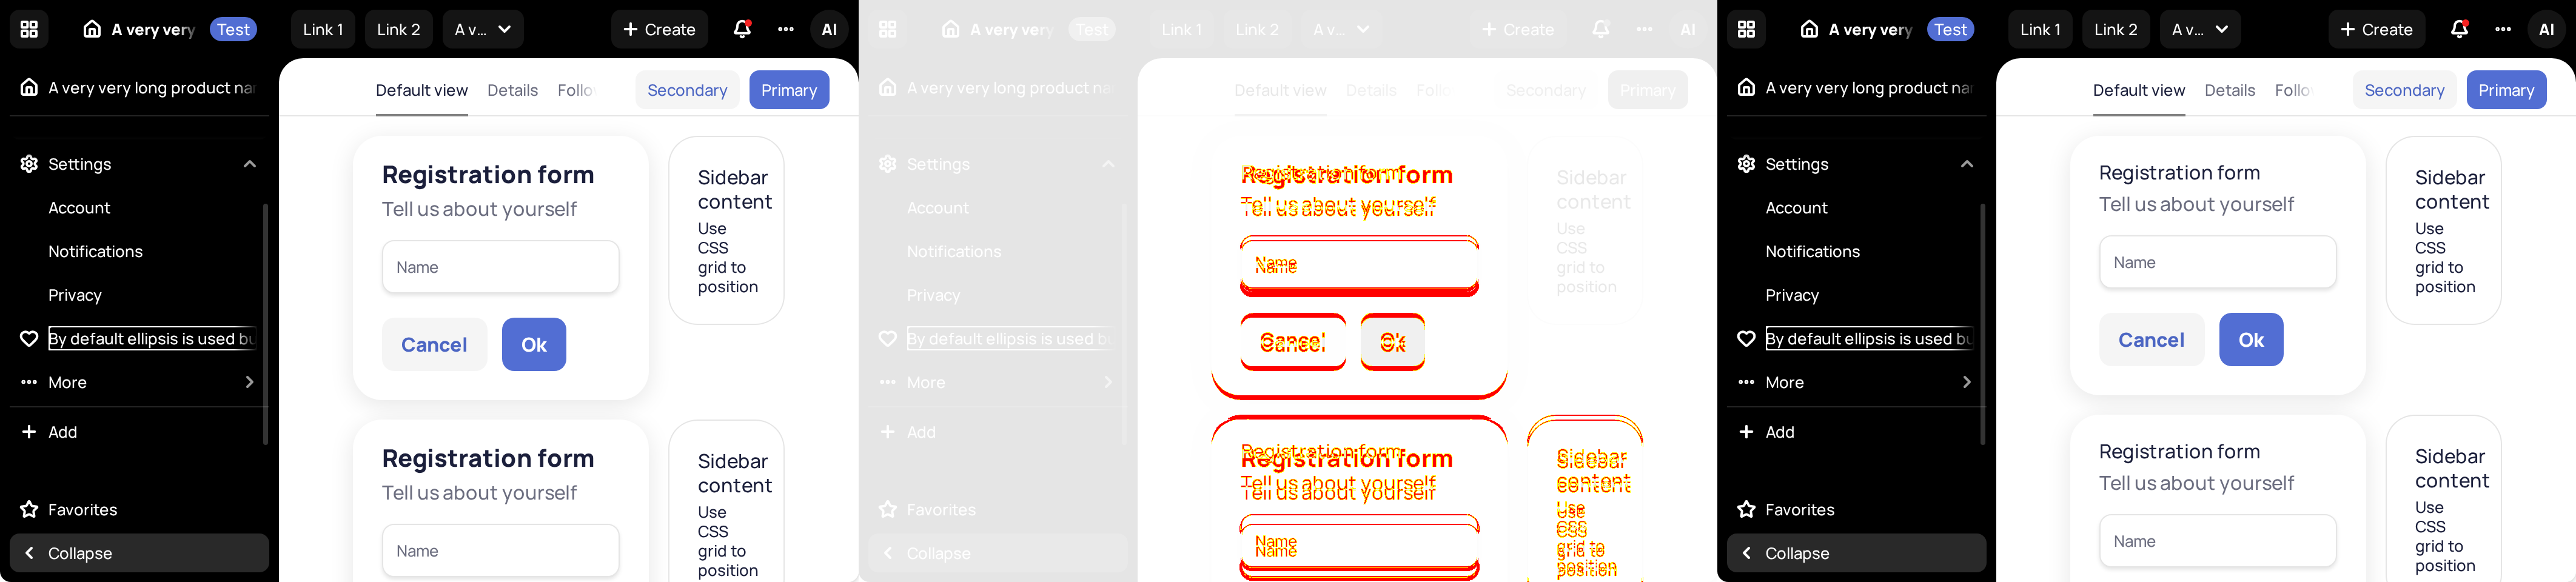 A very very
Test
Link 1
Link 2
A v...
Create
AI
A very very long product na
Default view
Details
Follo
Secondary
Primary
Settings
Account
Notifications
Privacy
By default ellipsis is used bu
More
Add
Favorites
Collapse
Registration form
Tell us about yourself
Name
Cancel
Ok
Sidebar
content
Use
CSS
grid to
position
Registration form
Tell us about yourself
Name
Sidebar
content
Use
CSS
grid to
position
A very very
Test
Link 1
Link 2
A v...
Create
AI
A very very long product na
Default view
Details
Follo
Secondary
Primary
Settings
Account
Notifications
Privacy
By default ellipsis is used bu
More
Add
Favorites
Collapse
Registration form
Tell us about yourself
Name
Cancel
Ok
Sidebar
content
Use
CSS
grid to
position
Registration form
Tell us about yourself
Name
Sidebar
content
Use
CSS
grid to
position
A very very
Test
Link 1
Link 2
A v...
Create
AI
A very very long product na
Default view
Details
Follo
Secondary
Primary
Settings
Account
Notifications
Privacy
By default ellipsis is used bu
More
Add
Favorites
Collapse
Registration form
Tell us about yourself
Name
Cancel
Ok
Sidebar
content
Use
CSS
grid to
position
Registration form
Tell us about yourself
Name
Sidebar
content
Use
CSS
grid to
position